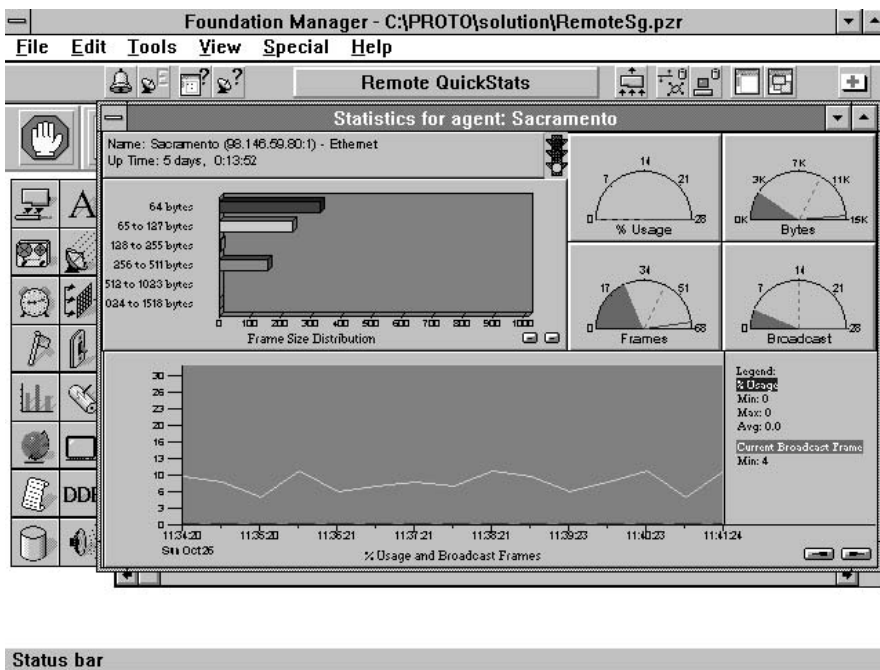 Foundation Manager - C:\PROTO\solution\RemoteSg.pzr
File Edit Tools View Special Help
Remote QuickStats
Statistics for agent: Sacramento
Name: Sacramento (98.146.59.80:1) - Ethernet
Up Time: 5 days, 0:13:52
64 bytes
65 to 127 bytes
128 to 255 bytes
256 to 511 bytes
512 to 1023 bytes
024 to 1518 bytes
0 100 200 300 400 500 600 700 800 900 1000
Frame Size Distribution
0 7 14 21 28
% Usage
0K 3K 7K 11K 15K
Bytes
0 17 34 51 68
Frames
0 7 14 21 28
Broadcast
A
DDE
30
26
23
20
16
13
10
6
3
0
11:34:20 11:35:20 11:36:21 11:37:21 11:38:21 11:39:23 11:40:23 11:41:24
Sun Oct26
% Usage and Broadcast Frames
Legend:
% Usage
Min: 0
Max: 0
Avg: 0.0
Current Broadcast Frame
Min: 4
Status bar